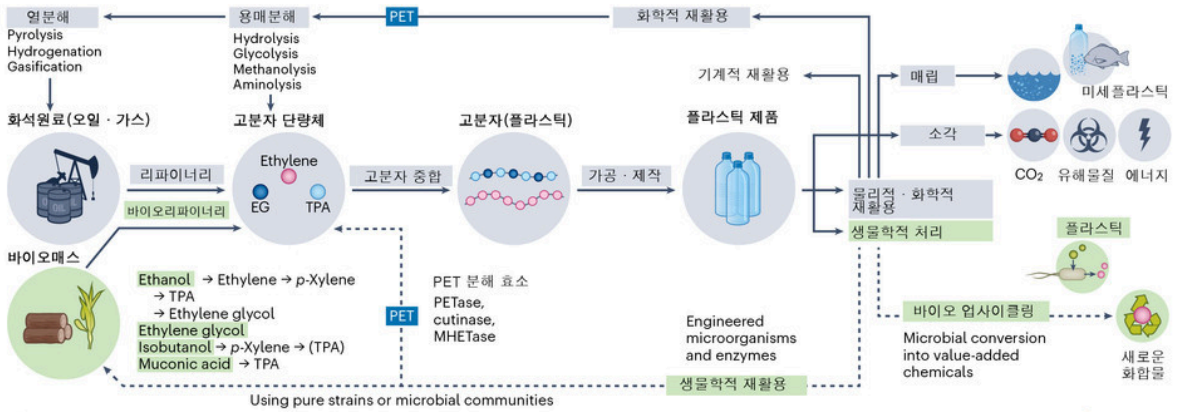 열분해
Pyrolysis
Hydrogenation
Gasification
용매분해
Hydrolysis
Glycolysis
Methanolysis
Aminolysis
PET
화학적 재활용
기계적 재활용
매립
미세플라스틱
소각
CO₂
유해물질
에너지
화석원료(오일 · 가스)
리파이너리
바이오리파이너리
고분자 단량체
Ethylene
EG
TPA
고분자 중합
고분자(플라스틱)
가공 · 제작
플라스틱 제품
물리적 · 화학적
재활용
생물학적 처리
바이오매스
Ethanol → Ethylene → p-Xylene
→ TPA
→ Ethylene glycol
Ethylene glycol
Isobutanol → p-Xylene → (TPA)
Muconic acid → TPA
PET
PET 분해 효소
PETase,
cutinase,
MHETase
Engineered
microorganisms
and enzymes
생물학적 재활용
Using pure strains or microbial communities
플라스틱
바이오 업사이클링
Microbial conversion
into value-added
chemicals
새로운
화합물